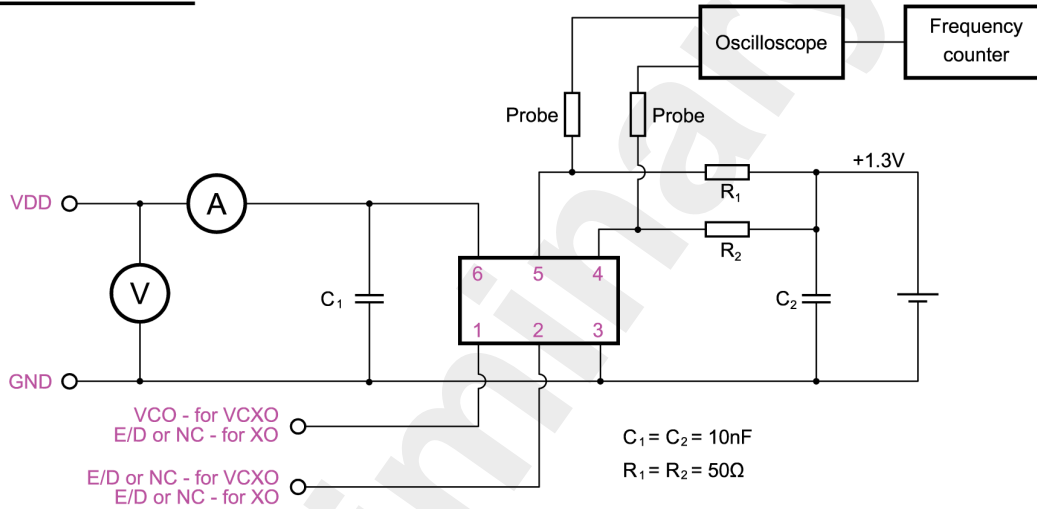 Oscilloscope
Frequency
counter
Probe
Probe
+1.3V
R1
R2
VDD
A
V
C1
C2
6 5 4
1 2 3
GND
VCO - for VCXO
E/D or NC - for XO
E/D or NC - for VCXO
E/D or NC - for XO
C1 = C2 = 10nF
R1 = R2 = 50Ω